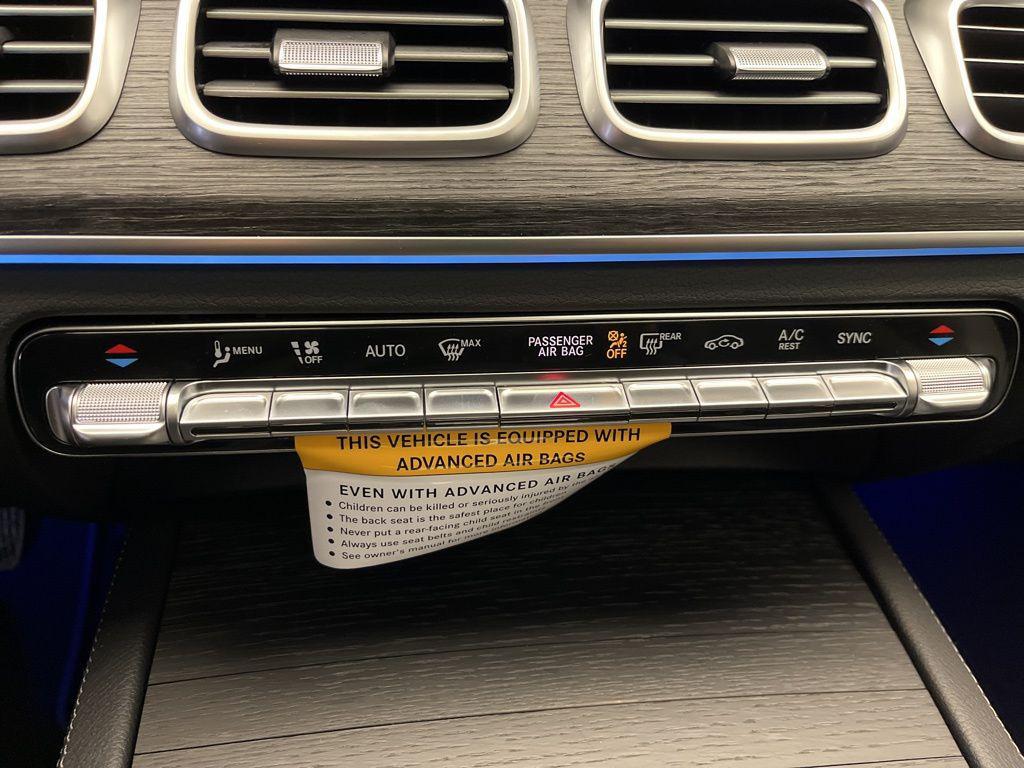 MENU
OFF
AUTO
MAX
PASSENGER
AIR BAG
2
OFF
REAR
A/C
REST
SYNC
THIS VEHICLE IS EQUIPPED WITH
ADVANCED AIR BAGS
EVEN WITH ADVANCED AIR BAGS
• Children can be killed or seriously injured by the
• The back seat is the safest place for children
• Never put a rear-facing child seat in the
• Always use seat belts and child
• See owner's manual for more